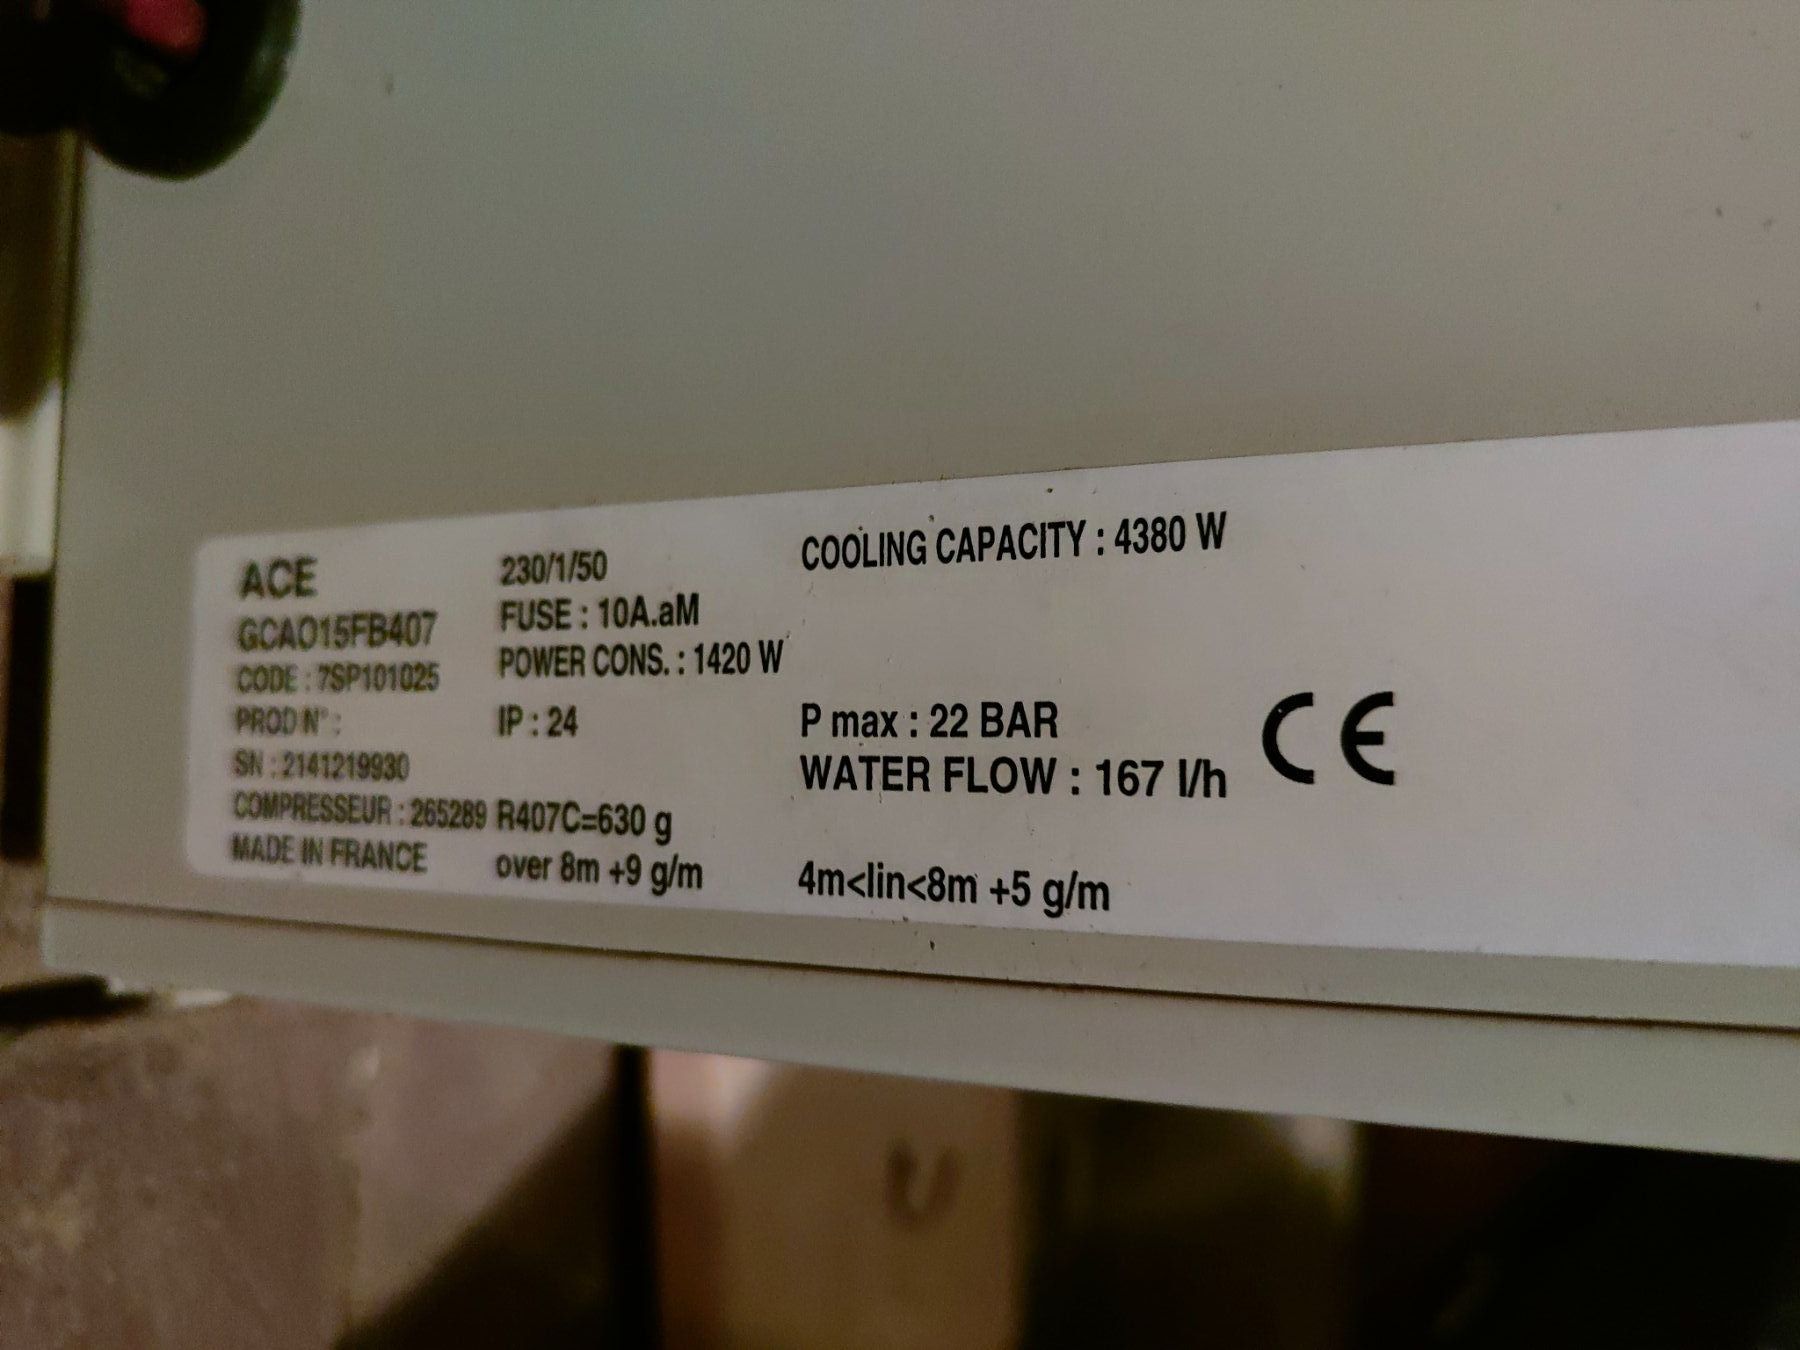 ACE
GCAO15FB407
CODE : 7SP101025
PROD N° :
SN : 2141219930
COMPRESSEUR : 265289
MADE IN FRANCE
230/1/50
FUSE : 10A.aM
POWER CONS. : 1420 W
IP : 24
R407C=630 g
over 8m +9 g/m
COOLING CAPACITY : 4380 W
P max : 22 BAR
WATER FLOW : 167 l/h
4m<lin<8m +5 g/m
CE